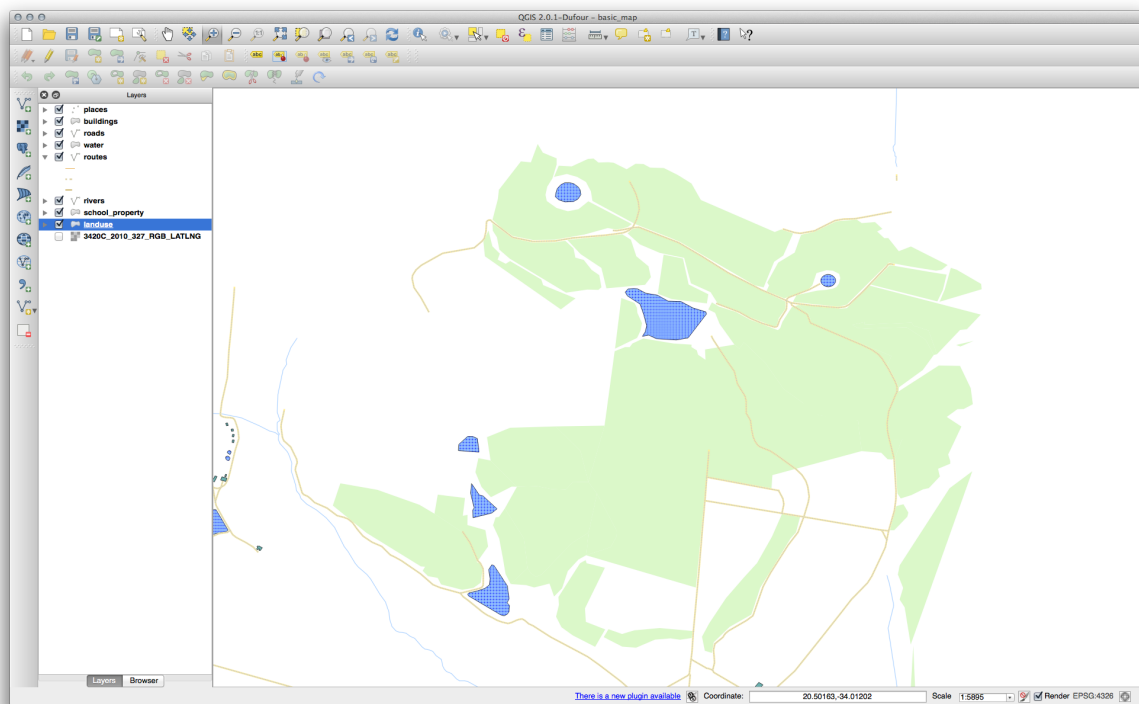 QGIS 2.0.1-Dufour – basic_map
abc
Layers
places
buildings
roads
water
routes
rivers
school_property
landuse
3420C_2010_327_RGB_LATLNG
Layers Browser
There is a new plugin available Coordinate: 20.50163,-34.01202 Scale 1:5895 Render EPSG:4326